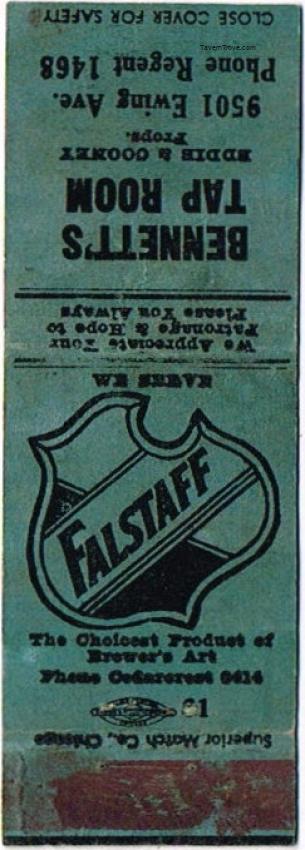 CLOSE COVER FOR SAFETY
TavernTrove.com
BENNETT'S
TAP ROOM
EDDIE & COONEY
Props.
9501 Ewing Ave.
Phone Regent 1468
We Appreciate Your
Patronage & Hope to
Please You Always
WE SERVE
FALSTAFF
The Choicest Product of
Brewer's Art
Phone Cedarcrest
Superior Match Co., Chicago